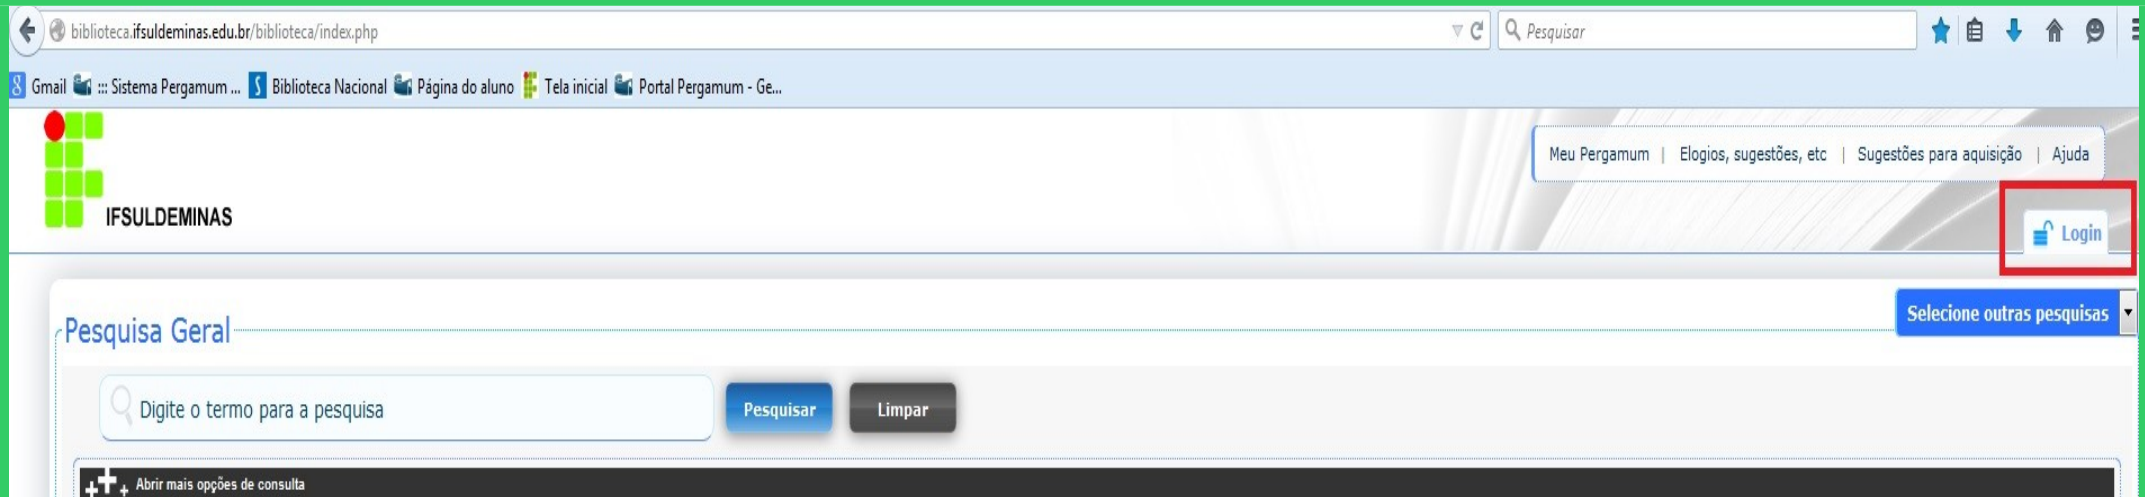 biblioteca.ifsuldeminas.edu.br/biblioteca/index.php
Pesquisar
Gmail ::: Sistema Pergamum ... Biblioteca Nacional Página do aluno Tela inicial Portal Pergamum - Ge...
Meu Pergamum | Elogios, sugestões, etc | Sugestões para aquisição | Ajuda
IFSULDEMINAS
Login
Selecione outras pesquisas
Pesquisa Geral
Digite o termo para a pesquisa Pesquisar Limpar
Abrir mais opções de consulta